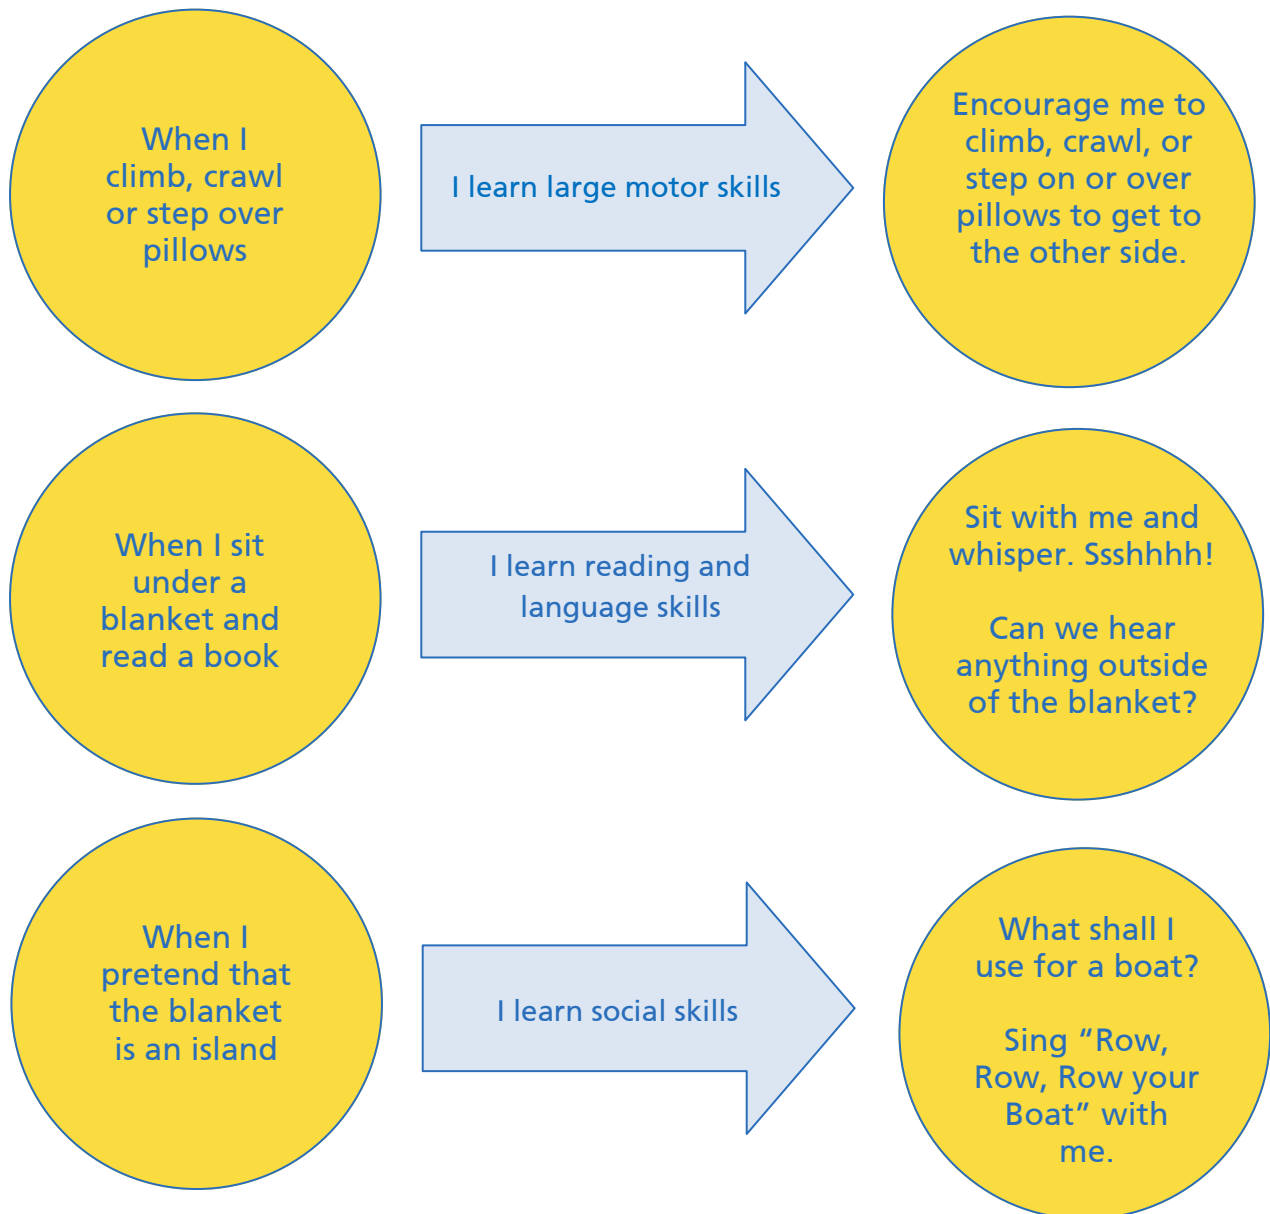 When I
climb, crawl
or step over
pillows
I learn large motor skills
Encourage me to
climb, crawl, or
step on or over
pillows to get to
the other side.
When I sit
under a
blanket and
read a book
I learn reading and
language skills
Sit with me and
whisper. Ssshhhh!
Can we hear
anything outside
of the blanket?
When I
pretend that
the blanket
is an island
I learn social skills
What shall I
use for a boat?
Sing “Row,
Row, Row your
Boat” with
me.